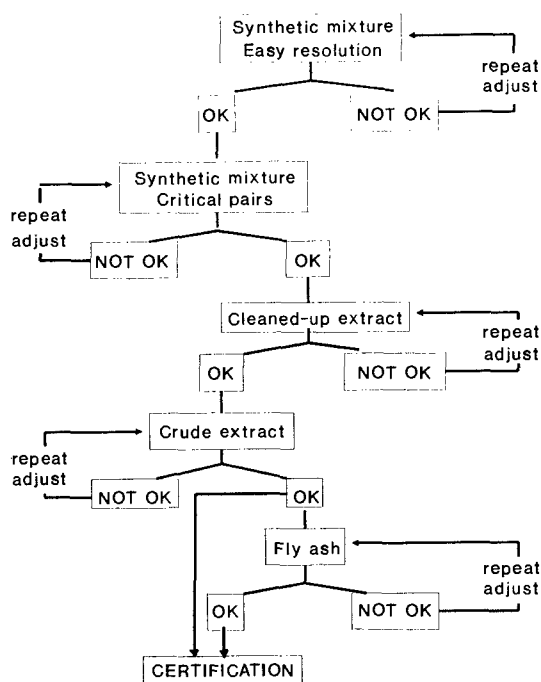 Synthetic mixture
Easy resolution
repeat
adjust
OK
NOT OK
Synthetic mixture
Critical pairs
repeat
adjust
NOT OK
OK
Cleaned-up extract
repeat
adjust
OK
NOT OK
Crude extract
repeat
adjust
NOT OK
OK
Fly ash
repeat
adjust
OK
NOT OK
CERTIFICATION